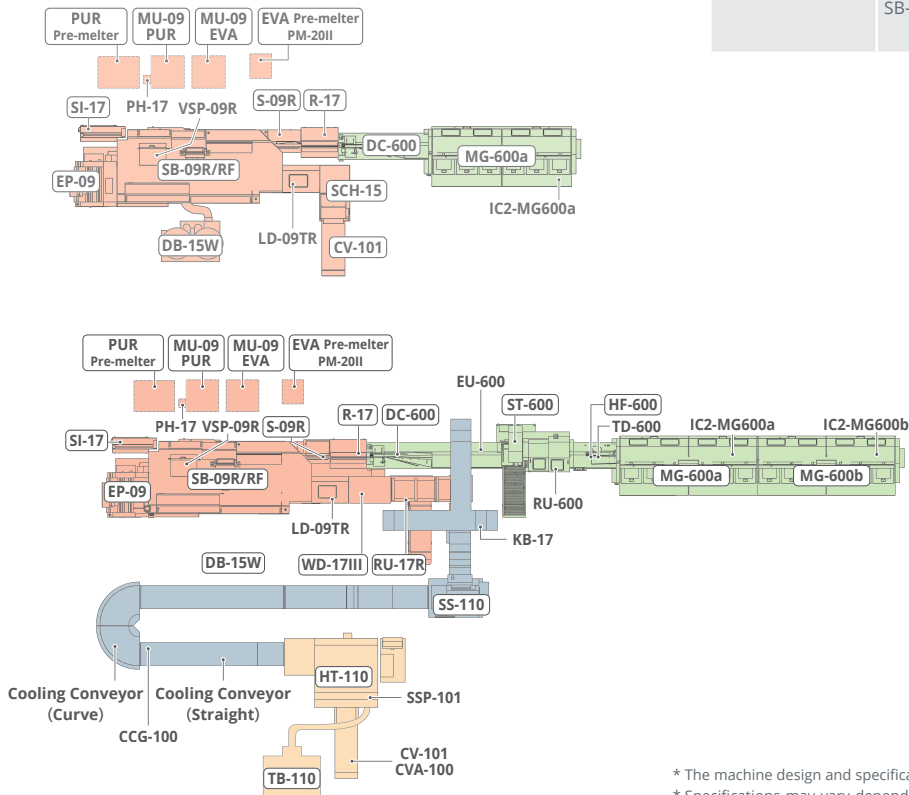 SB-
PUR
Pre-melter
MU-09
PUR
MU-09
EVA
EVA Pre-melter
PM-20II
SI-17
PH-17
VSP-09R
S-09R
R-17
DC-600
MG-600a
SB-09R/RF
EP-09
SCH-15
IC2-MG600a
LD-09TR
DB-15W
CV-101
PUR
Pre-melter
MU-09
PUR
MU-09
EVA
EVA Pre-melter
PM-20II
EU-600
ST-600
HF-600
R-17
DC-600
TD-600
IC2-MG600a
IC2-MG600b
PH-17
VSP-09R
S-09R
SI-17
SB-09R/RF
MG-600a
MG-600b
EP-09
RU-600
LD-09TR
KB-17
DB-15W
WD-17III
RU-17R
SS-110
HT-110
Cooling Conveyor
(Curve)
Cooling Conveyor
(Straight)
SSP-101
CCG-100
CV-101
CVA-100
TB-110
* The machine design and specifica
* Specifications may vary depend